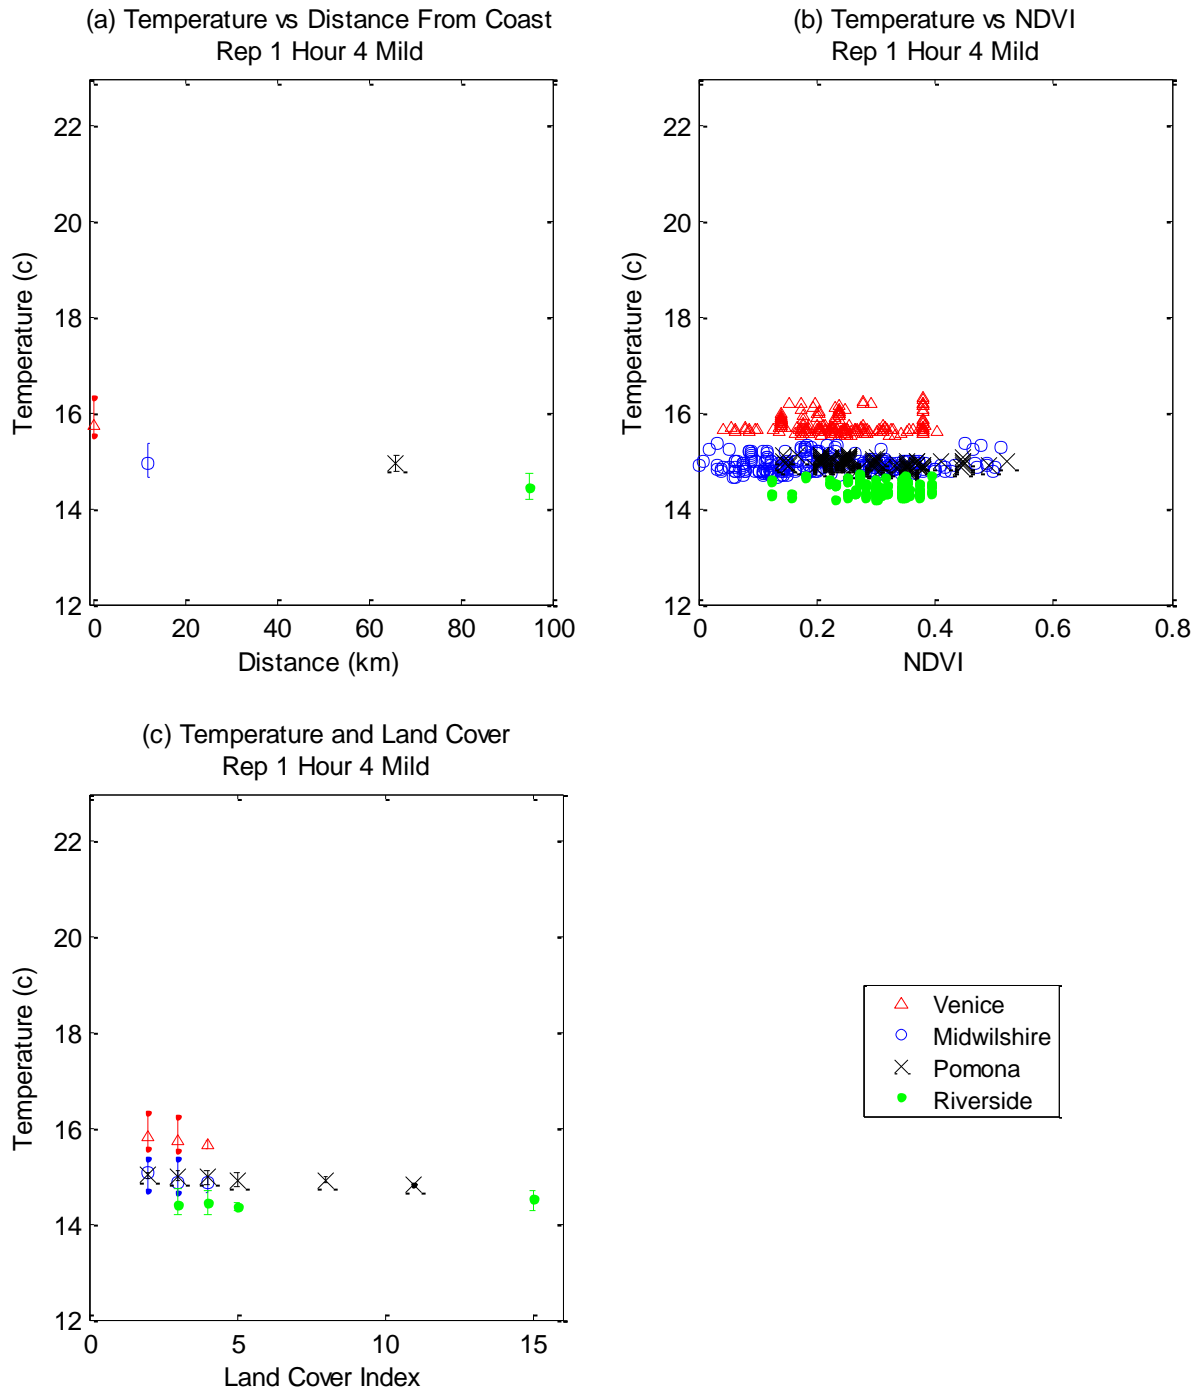 (a) Temperature vs Distance From Coast
Rep 1 Hour 4 Mild
22
20
18
16
14
12
Temperature (c)
0 20 40 60 80 100
Distance (km)
(b) Temperature vs NDVI
Rep 1 Hour 4 Mild
22
20
18
16
14
12
Temperature (c)
0 0.2 0.4 0.6 0.8
NDVI
(c) Temperature and Land Cover
Rep 1 Hour 4 Mild
22
20
18
16
14
12
Temperature (c)
0 5 10 15
Land Cover Index
Venice
Midwilshire
Pomona
Riverside